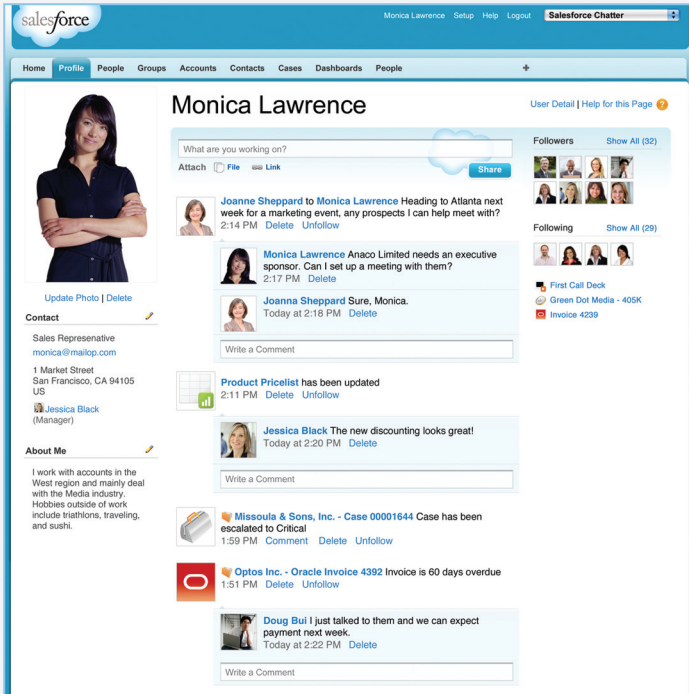 salesforce
Monica Lawrence Setup Help Logout Salesforce Chatter
Home Profile People Groups Accounts Contacts Cases Dashboards People +
Monica Lawrence
User Detail | Help for this Page ?
What are you working on?
Attach File Link
Share
Joanne Sheppard to Monica Lawrence Heading to Atlanta next
week for a marketing event, any prospects I can help meet with?
2:14 PM Delete Unfollow
Monica Lawrence Anaco Limited needs an executive
sponsor. Can I set up a meeting with them?
2:17 PM Delete
Joanna Sheppard Sure, Monica.
Today at 2:18 PM Delete
Write a Comment
Product Pricelist has been updated
2:11 PM Delete Unfollow
Jessica Black The new discounting looks great!
Today at 2:20 PM Delete
Write a Comment
Missoula & Sons, Inc. - Case 00001644 Case has been
escalated to Critical
1:59 PM Comment Delete Unfollow
Optos Inc. - Oracle Invoice 4392 Invoice is 60 days overdue
1:51 PM Delete Unfollow
Doug Bui I just talked to them and we can expect
payment next week.
Today at 2:22 PM Delete
Write a Comment
Update Photo | Delete
Contact
Sales Represenative
monica@mailop.com
1 Market Street
San Francisco, CA 94105
US
Jessica Black
(Manager)
About Me
I work with accounts in the
West region and mainly deal
with the Media industry.
Hobbies outside of work
include triathlons, traveling,
and sushi.
Followers Show All (32)
Following Show All (29)
First Call Deck
Green Dot Media - 405K
Invoice 4239